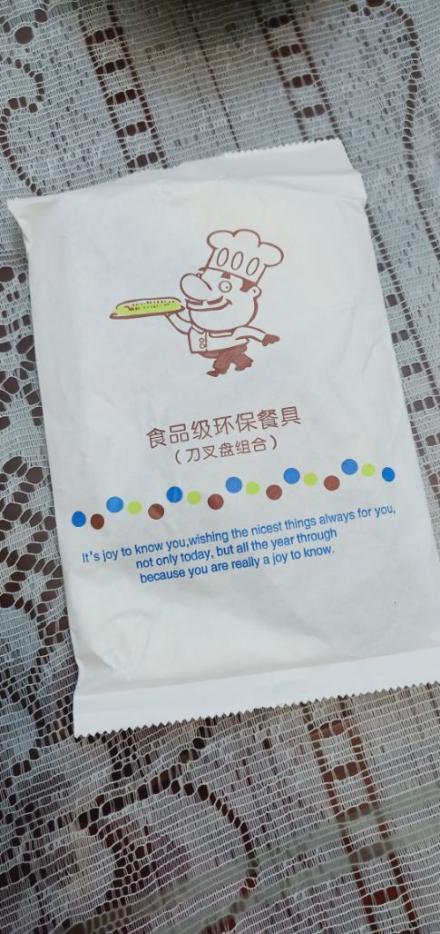 食品级环保餐具
（刀叉盘组合）
It's joy to know you,wishing the nicest things always for you,
not only today, but all the year through
because you are really a joy to know.